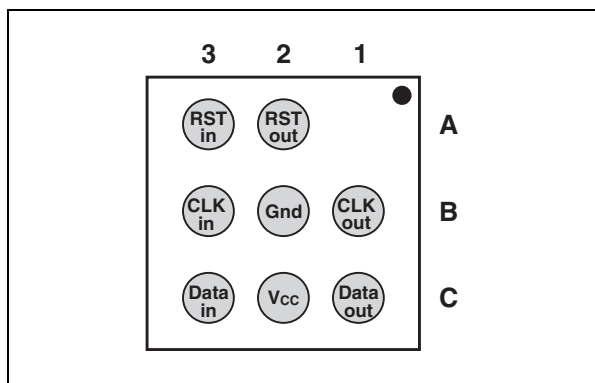 3 2 1
RST in RST out A
CLK in Gnd CLK out B
Data in Vcc Data out C